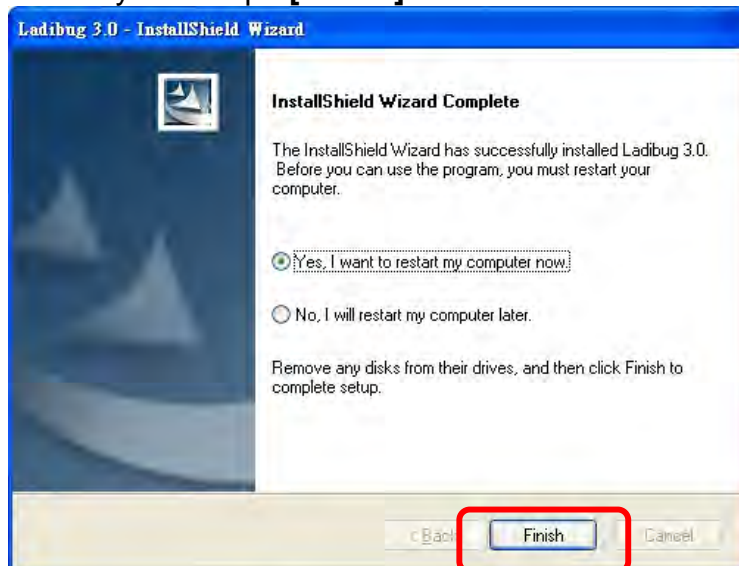 Ladibug 3.0 - InstallShield Wizard
InstallShield Wizard Complete
The InstallShield Wizard has successfully installed Ladibug 3.0.
Before you can use the program, you must restart your
computer.
Yes, I want to restart my computer now.
No, I will restart my computer later.
Remove any disks from their drives, and then click Finish to
complete setup.
< Back Finish Cancel